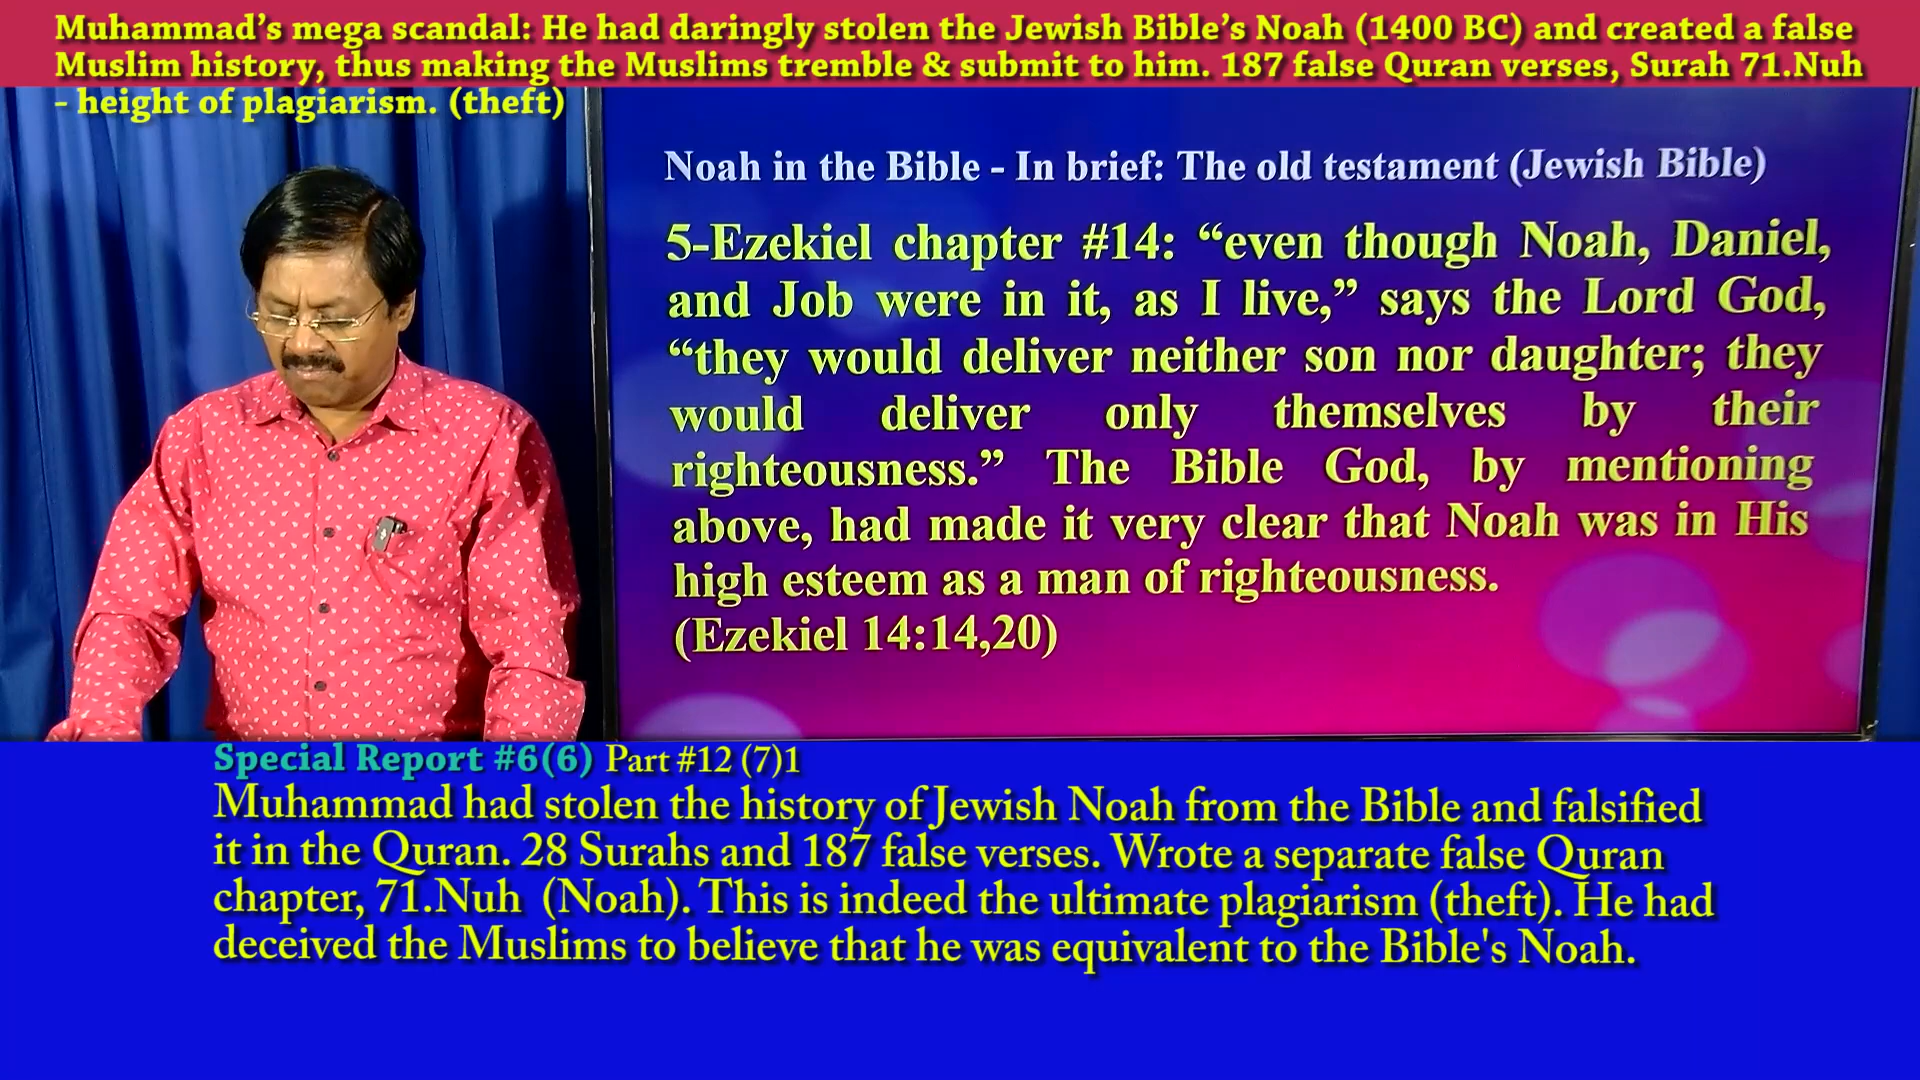 Muhammad’s mega scandal: He had daringly stolen the Jewish Bible’s Noah (1400 BC) and created a false
Muslim history, thus making the Muslims tremble & submit to him. 187 false Quran verses, Surah 71.Nuh
- height of plagiarism. (theft)
Noah in the Bible - In brief: The old testament (Jewish Bible)
5-Ezekiel chapter #14: “even though Noah, Daniel,
and Job were in it, as I live,” says the Lord God,
“they would deliver neither son nor daughter; they
would deliver only themselves by their
righteousness.” The Bible God, by mentioning
above, had made it very clear that Noah was in His
high esteem as a man of righteousness.
(Ezekiel 14:14,20)
Special Report #6(6) Part #12 (7)1
Muhammad had stolen the history of Jewish Noah from the Bible and falsified
it in the Quran. 28 Surahs and 187 false verses. Wrote a separate false Quran
chapter, 71.Nuh (Noah). This is indeed the ultimate plagiarism (theft). He had
deceived the Muslims to believe that he was equivalent to the Bible's Noah.